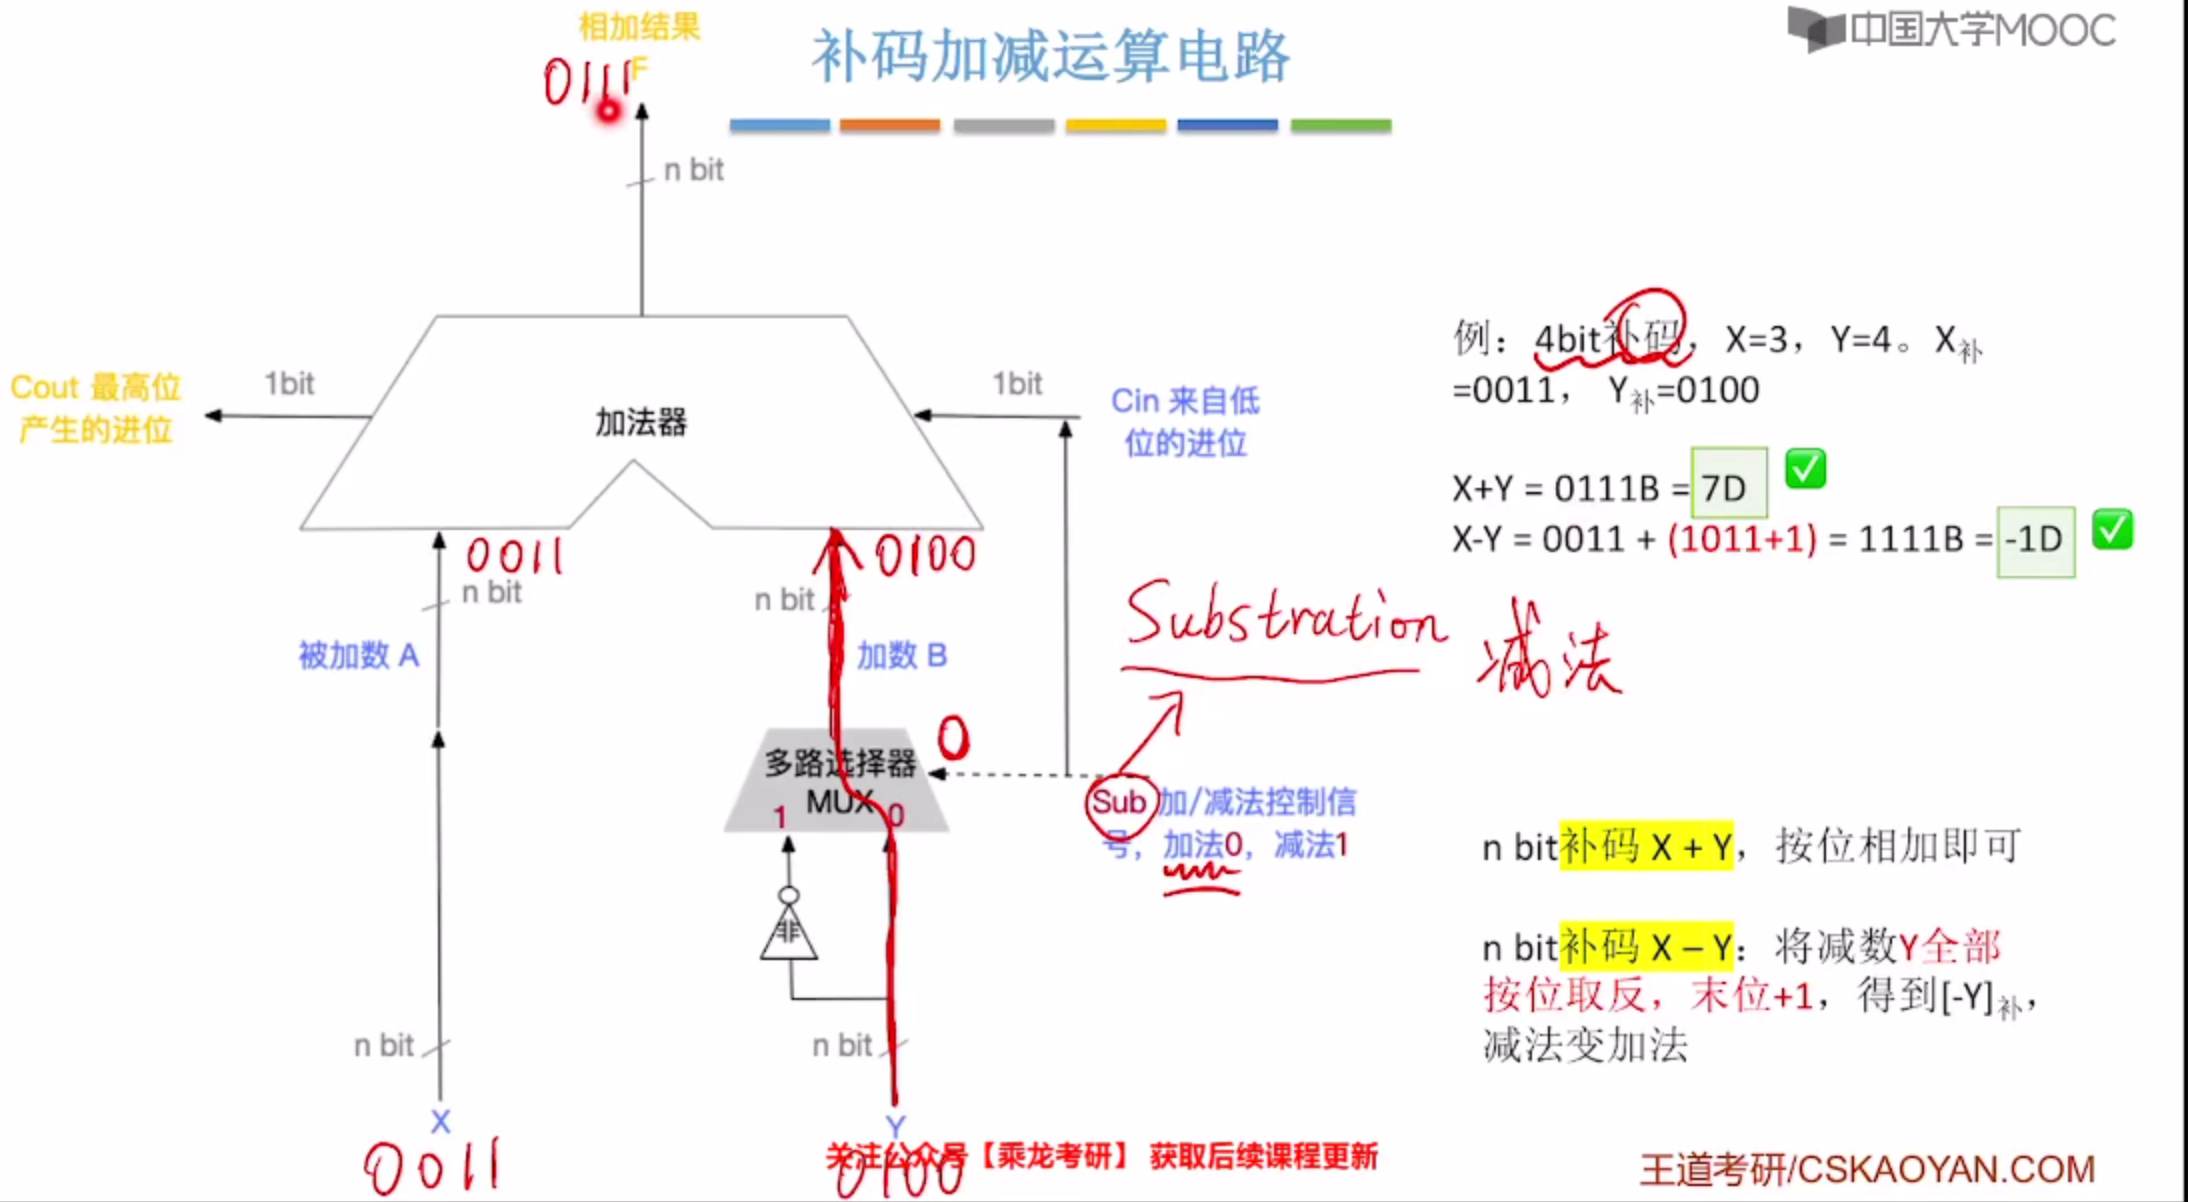 相加结果
F
0111
补码加减运算电路
中国大学MOOC
n bit
Cout 最高位
产生的进位
1bit
加法器
1bit
Cin 来自低
位的进位
例：4bit补码，X=3，Y=4。X补
=0011， Y补=0100
X+Y = 0111B = 7D
X-Y = 0011 + (1011+1) = 1111B = -1D
0011
n bit
被加数 A
n bit
0100
加数 B
Substration 减法
0
多路选择器
MUX
1
0
Sub 加/减法控制信
号，加法0，减法1
非
n bit补码 X + Y，按位相加即可
n bit补码 X – Y：将减数Y全部
按位取反，末位+1，得到[-Y]补，
减法变加法
n bit
X
0011
n bit
Y
0100
关注公众号【乘龙考研】 获取后续课程更新
王道考研/CSKAOYAN.COM